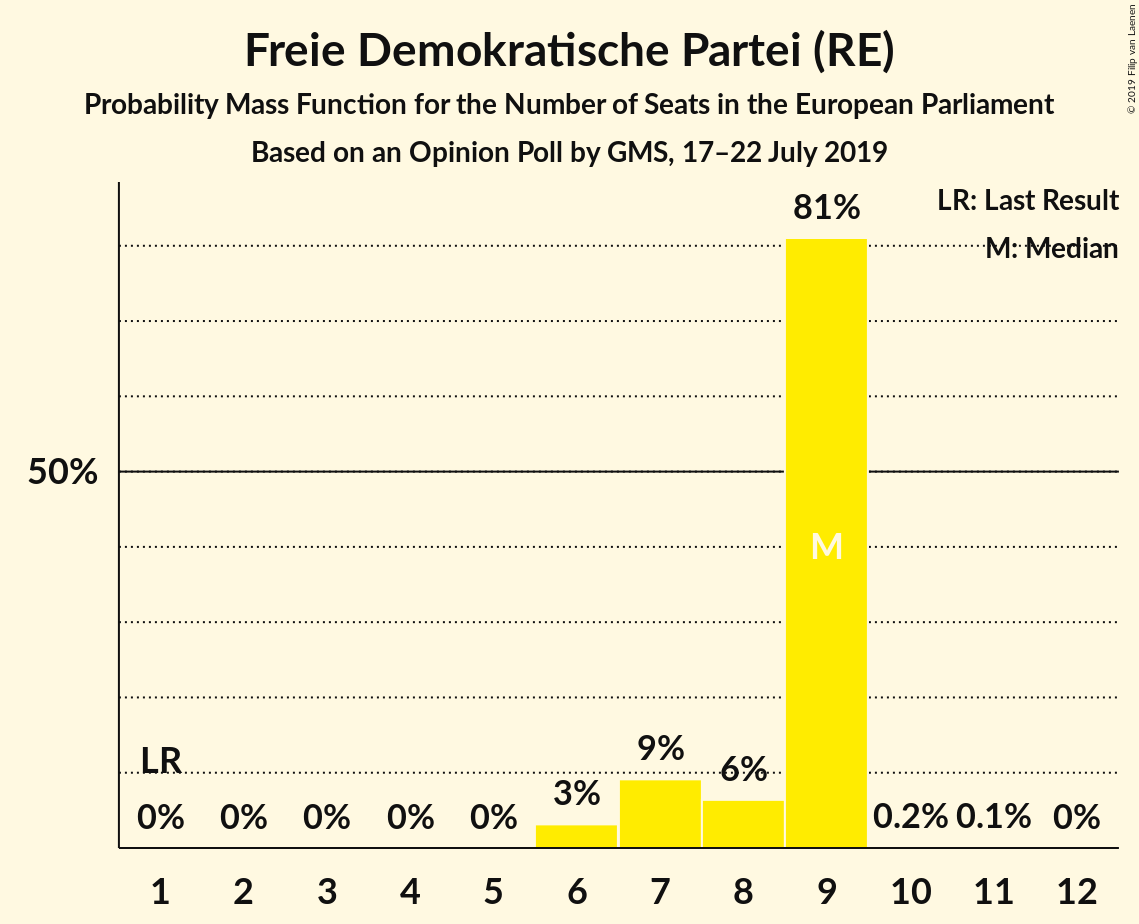 Freie Demokratische Partei (RE)
Probability Mass Function for the Number of Seats in the European Parliament
Based on an Opinion Poll by GMS, 17–22 July 2019
© 2019 Filip van Laenen
LR: Last Result
M: Median
81%
50%
M
LR
9%
6%
3%
0% 0% 0% 0% 0% 0.2% 0.1% 0%
1 2 3 4 5 6 7 8 9 10 11 12